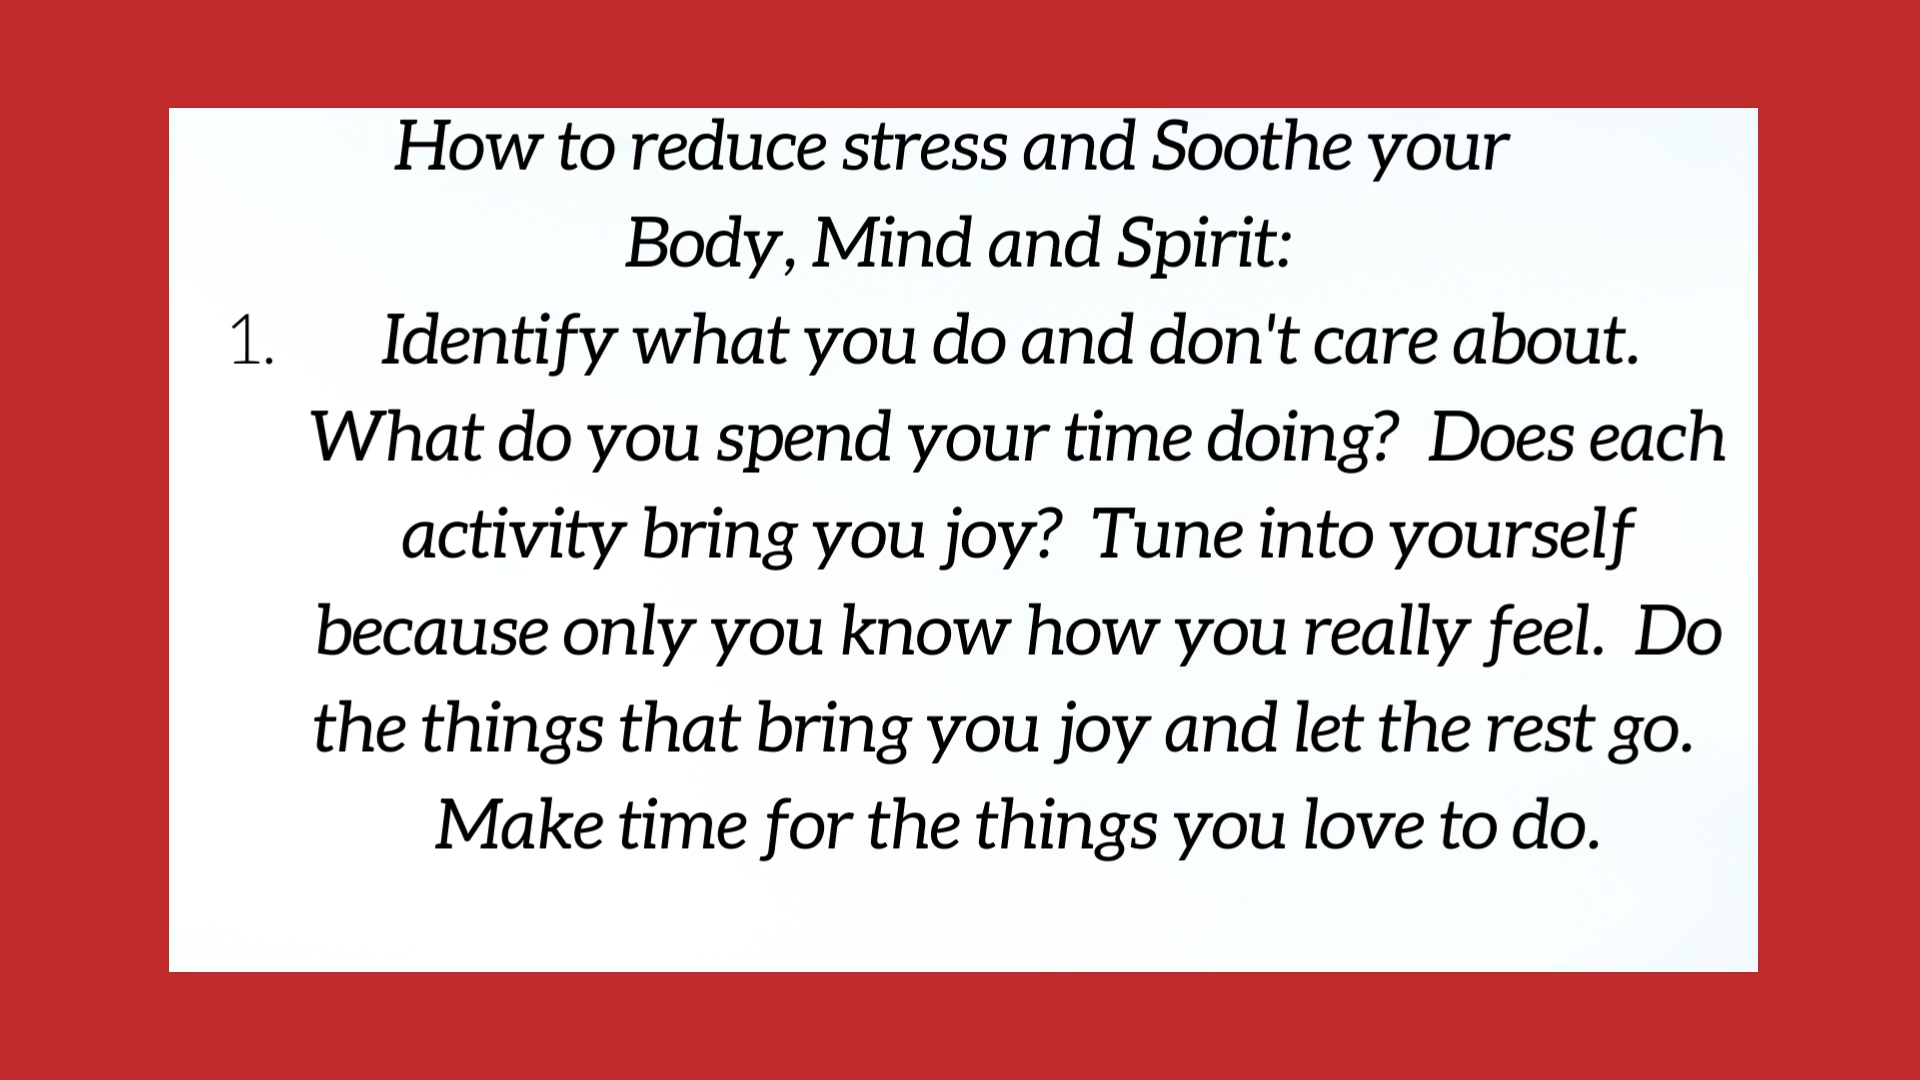 How to reduce stress and Soothe your
Body, Mind and Spirit:
1. Identify what you do and don't care about.
What do you spend your time doing?  Does each
activity bring you joy?  Tune into yourself
because only you know how you really feel.  Do
the things that bring you joy and let the rest go.
Make time for the things you love to do.